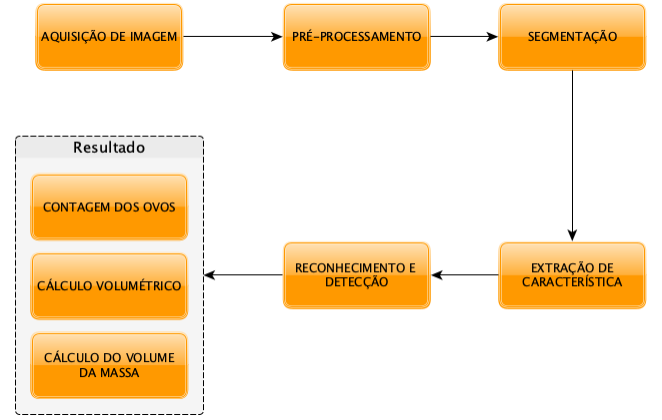 AQUISIÇÃO DE IMAGEM
PRÉ-PROCESSAMENTO
SEGMENTAÇÃO
EXTRAÇÃO DE
CARACTERÍSTICA
RECONHECIMENTO E
DETECÇÃO
Resultado
CONTAGEM DOS OVOS
CÁLCULO VOLUMÉTRICO
CÁLCULO DO VOLUME
DA MASSA